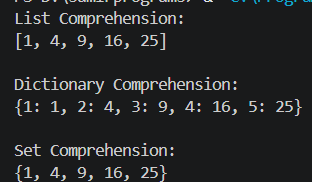 List Comprehension:
[1, 4, 9, 16, 25]
Dictionary Comprehension:
{1: 1, 2: 4, 3: 9, 4: 16, 5: 25}
Set Comprehension:
{1, 4, 9, 16, 25}